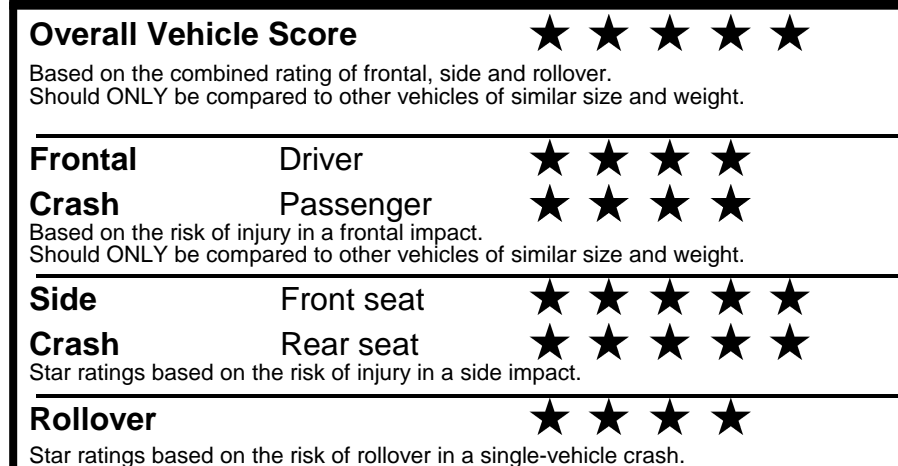 Overall Vehicle Score ★ ★ ★ ★ ★
Based on the combined rating of frontal, side and rollover.
Should ONLY be compared to other vehicles of similar size and weight.
Frontal Driver ★ ★ ★ ★
Crash Passenger ★ ★ ★ ★
Based on the risk of injury in a frontal impact.
Should ONLY be compared to other vehicles of similar size and weight.
Side Front seat ★ ★ ★ ★ ★
Crash Rear seat ★ ★ ★ ★ ★
Star ratings based on the risk of injury in a side impact.
Rollover ★ ★ ★ ★
Star ratings based on the risk of rollover in a single-vehicle crash.